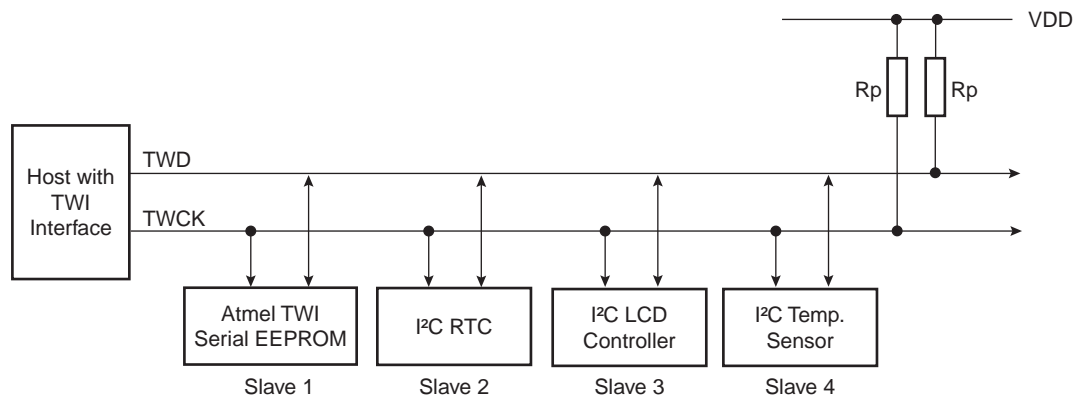 VDD
Rp
Rp
Host with
TWI
Interface
TWD
TWCK
Atmel TWI
Serial EEPROM
Slave 1
I²C RTC
Slave 2
I²C LCD
Controller
Slave 3
I²C Temp.
Sensor
Slave 4